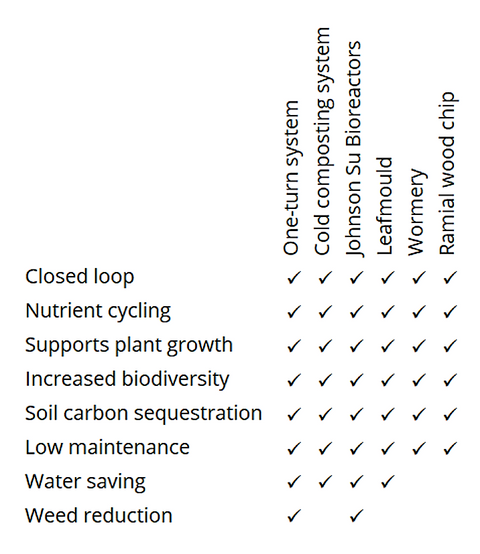 One-turn system
Cold composting system
Johnson Su Bioreactors
Leafmould
Wormery
Ramial wood chip
Closed loop ✓ ✓ ✓ ✓ ✓ ✓
Nutrient cycling ✓ ✓ ✓ ✓ ✓ ✓
Supports plant growth ✓ ✓ ✓ ✓ ✓ ✓
Increased biodiversity ✓ ✓ ✓ ✓ ✓ ✓
Soil carbon sequestration ✓ ✓ ✓ ✓ ✓ ✓
Low maintenance ✓ ✓ ✓ ✓ ✓ ✓
Water saving ✓ ✓ ✓ ✓
Weed reduction ✓ ✓